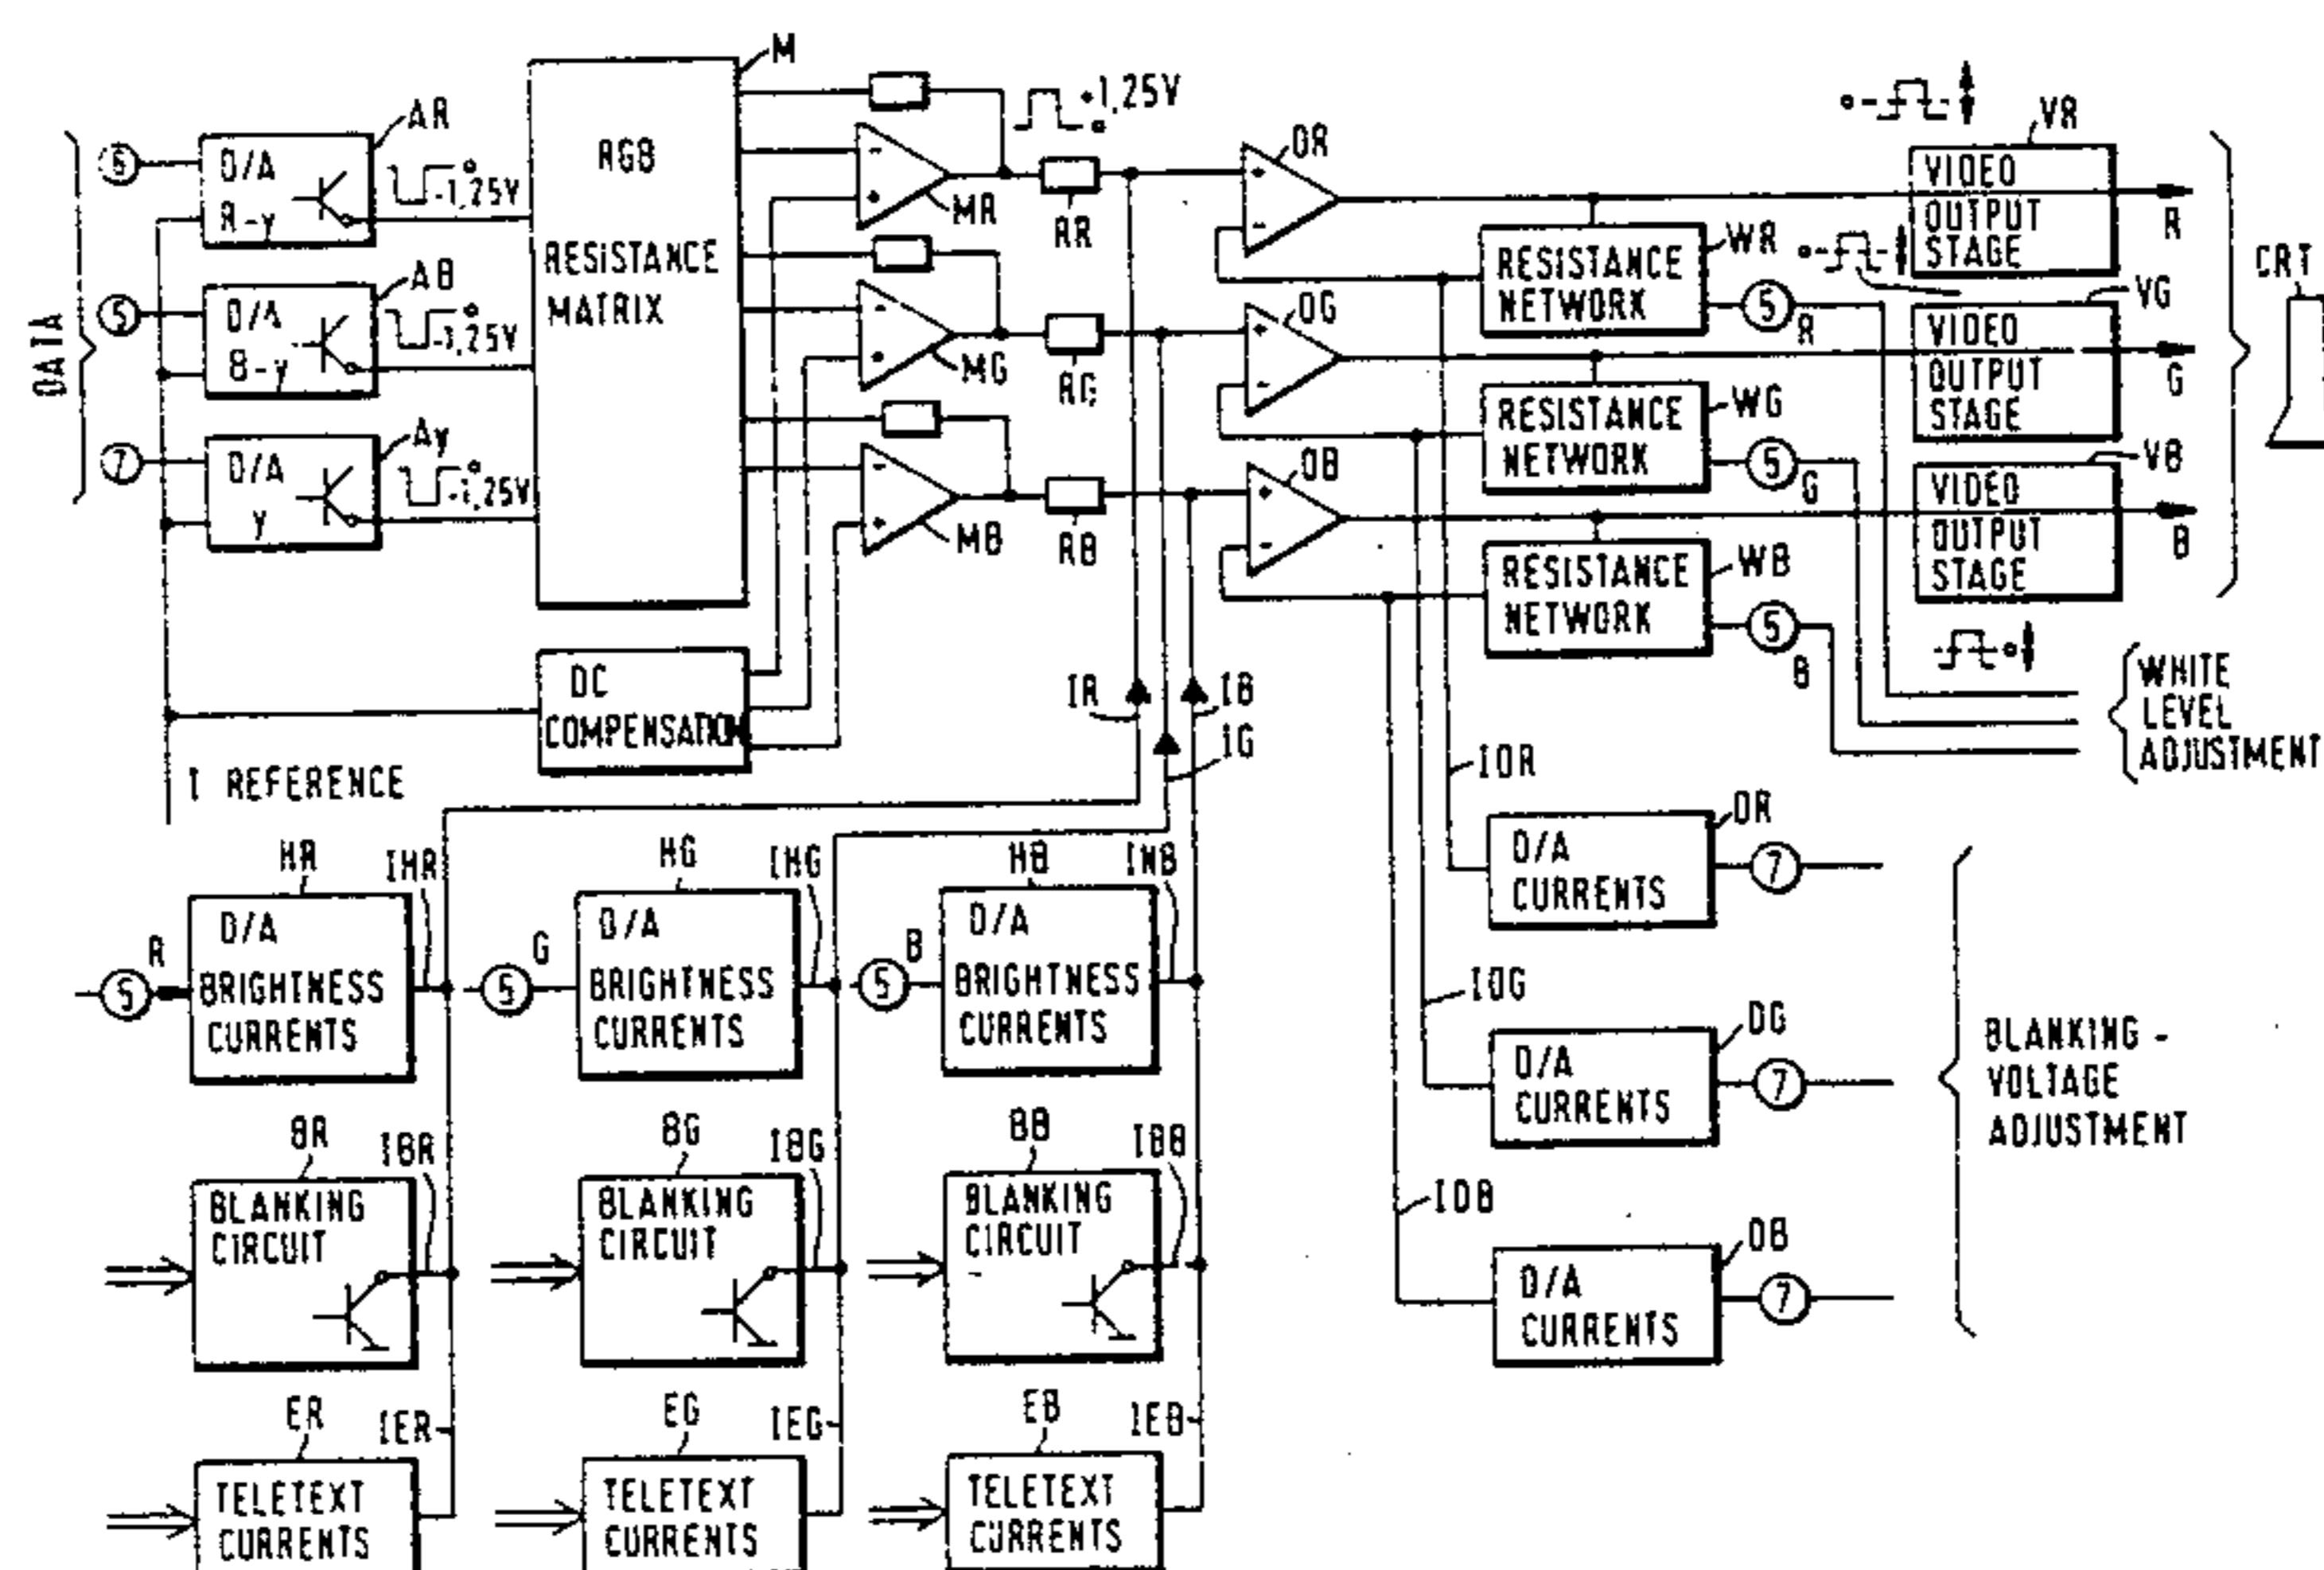 M
+1,25V
AR
D/A
R-y
-1,25V
RGB
RESISTANCE
MATRIX
MR
RR
OR
VR
VIDEO
OUTPUT
STAGE
R
CRT
DATA
5
AB
D/A
B-y
-1,25V
MG
RG
OG
RESISTANCE
NETWORK
WR
5
R
VG
VIDEO
OUTPUT
STAGE
G
7
Ay
D/A
y
-1,25V
MB
RB
OB
RESISTANCE
NETWORK
WG
5
G
VB
VIDEO
OUTPUT
STAGE
B
RESISTANCE
NETWORK
WB
5
B
WHITE
LEVEL
ADJUSTMENT
DC
COMPENSATION
IR
IB
IG
I REFERENCE
IDR
DR
D/A
CURRENTS
7
HR
IHR
HG
IHG
HB
IHB
R
5
D/A
BRIGHTNESS
CURRENTS
G
5
D/A
BRIGHTNESS
CURRENTS
B
5
D/A
BRIGHTNESS
CURRENTS
IDG
DG
D/A
CURRENTS
7
BLANKING -
VOLTAGE
ADJUSTMENT
BR
IBR
BG
IBG
BB
IBB
BLANKING
CIRCUIT
BLANKING
CIRCUIT
BLANKING
CIRCUIT
IDB
DB
D/A
CURRENTS
7
ER
IER
EG
IEG
EB
IEB
TELETEXT
CURRENTS
TELETEXT
CURRENTS
TELETEXT
CURRENTS